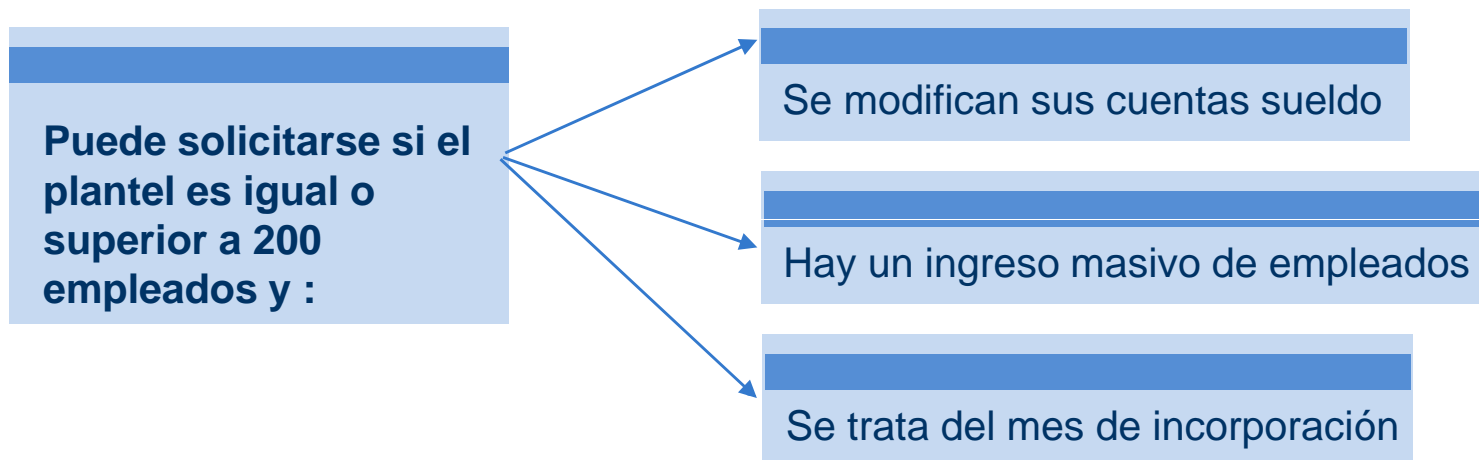 Puede solicitarse si el
plantel es igual o
superior a 200
empleados y :
Se modifican sus cuentas sueldo
Hay un ingreso masivo de empleados
Se trata del mes de incorporación